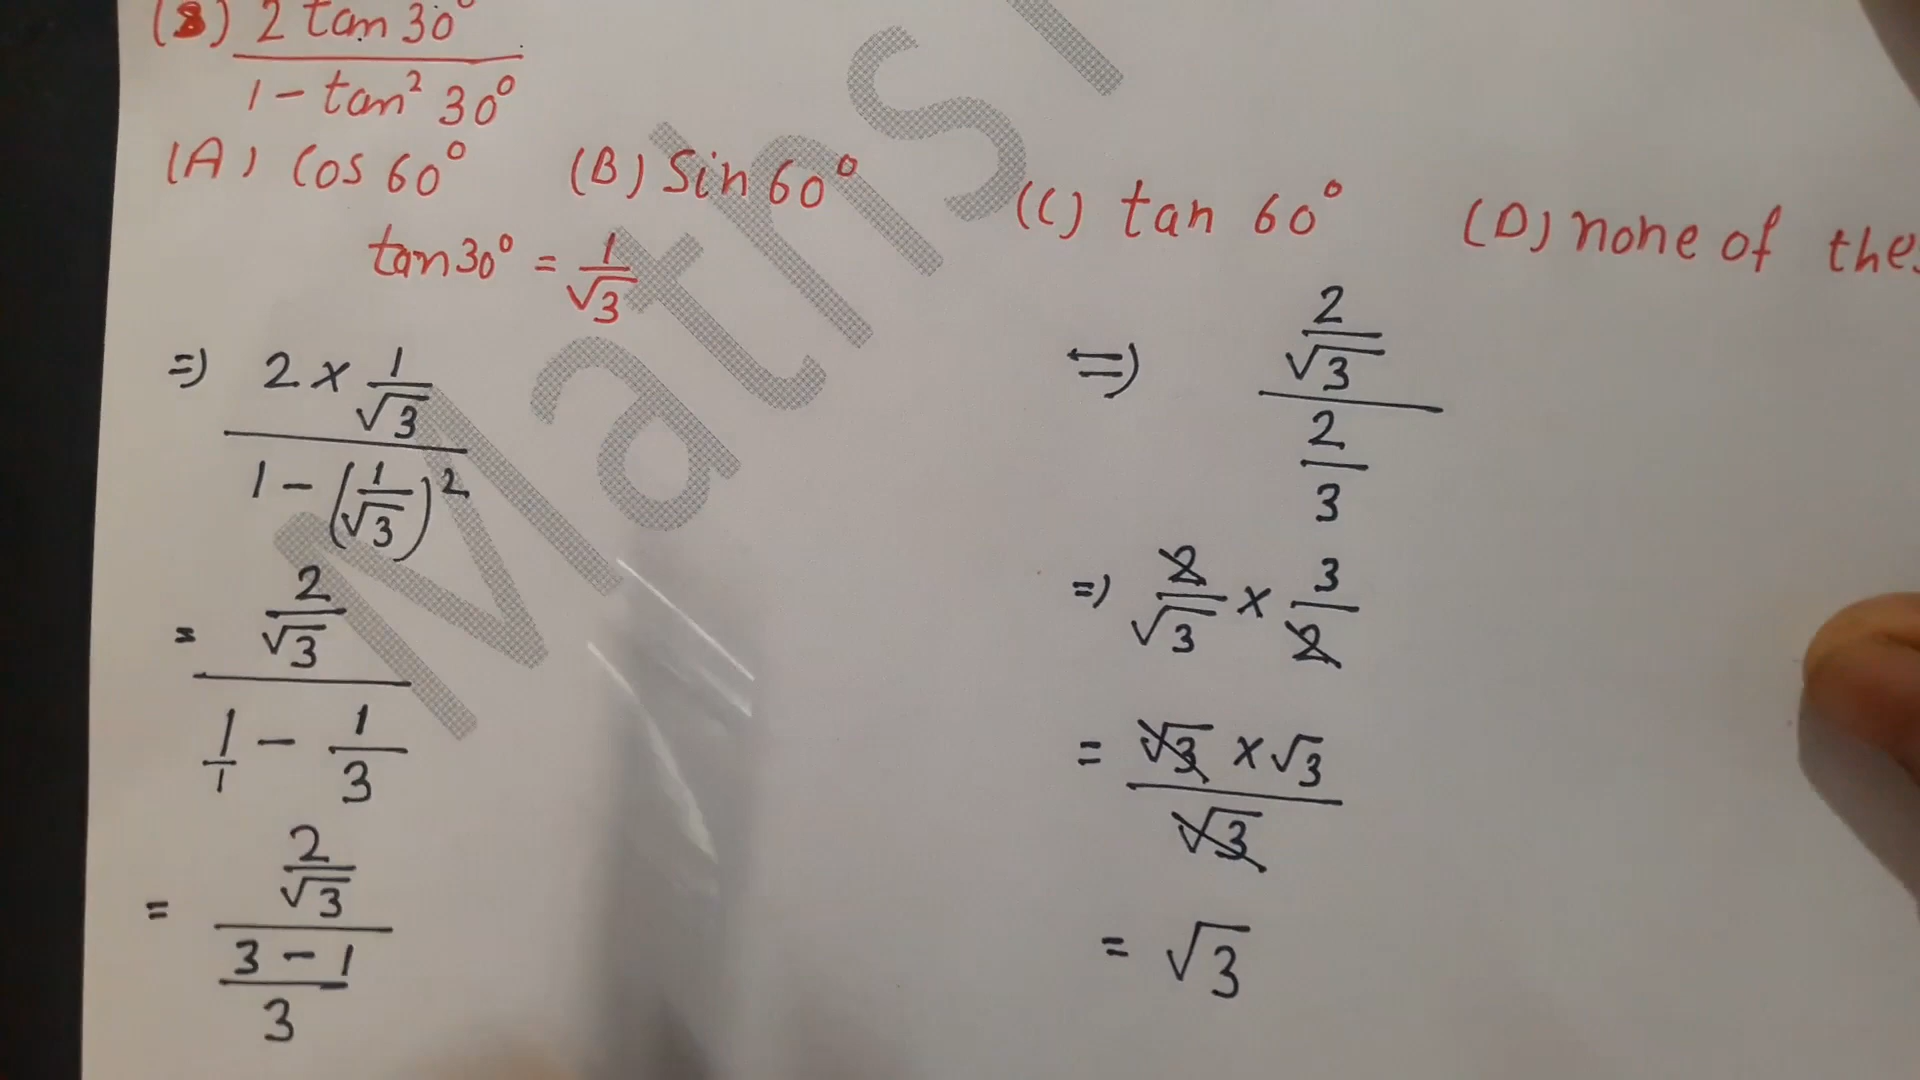 (8) 2 tan 30°
1 - tan² 30°
(A) Cos 60° (B) Sin 60° (C) tan 60° (D) none of thes
tan 30° = 1/√3
=) 2 × 1/√3
1 - (1/√3)²
= 2/√3
1/1 - 1/3
= 2/√3
3 - 1
3
=) 2/√3
2/3
=) 2/√3 × 3/2
= √3 × √3
√3
= √3
Maths